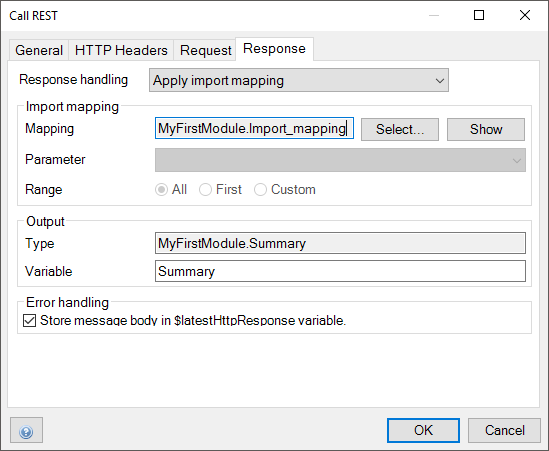 Call REST
General HTTP Headers Request Response
Response handling Apply import mapping
Import mapping
Mapping MyFirstModule.Import_mapping Select... Show
Parameter
Range All First Custom
Output
Type MyFirstModule.Summary
Variable Summary
Error handling
Store message body in $latestHttpResponse variable.
OK Cancel